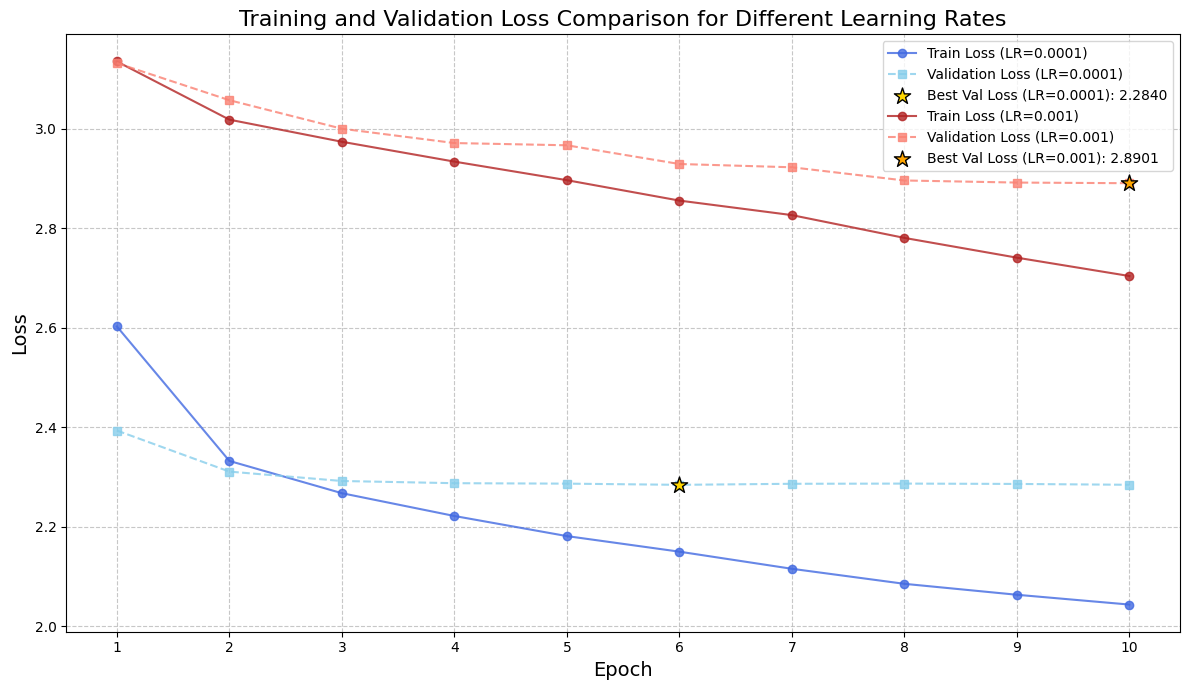 Training and Validation Loss Comparison for Different Learning Rates
Train Loss (LR=0.0001)
Validation Loss (LR=0.0001)
Best Val Loss (LR=0.0001): 2.2840
Train Loss (LR=0.001)
Validation Loss (LR=0.001)
Best Val Loss (LR=0.001): 2.8901
Loss
3.0
2.8
2.6
2.4
2.2
2.0
1 2 3 4 5 6 7 8 9 10
Epoch